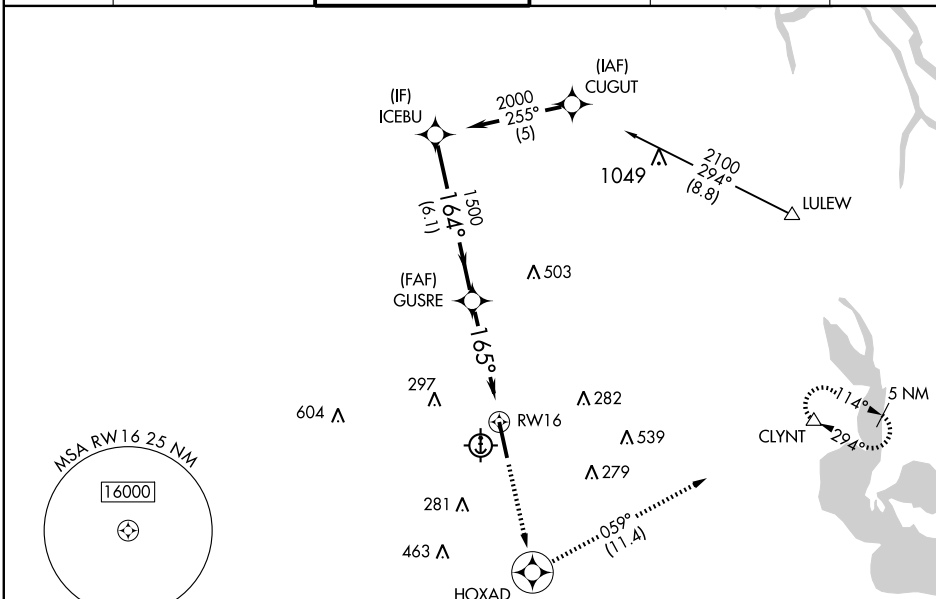 (IAF)
CUGUT
(IF)
ICEBU
2000
255°
(5)
1049
2100
294°
(8.8)
LULEW
1500
164°
(6.1)
(FAF)
GUSRE
503
165°
297
604
RW16
282
539
279
281
463
CLYNT
114°
294°
5 NM
059°
(11.4)
HOXAD
MSA RW16 25 NM
16000